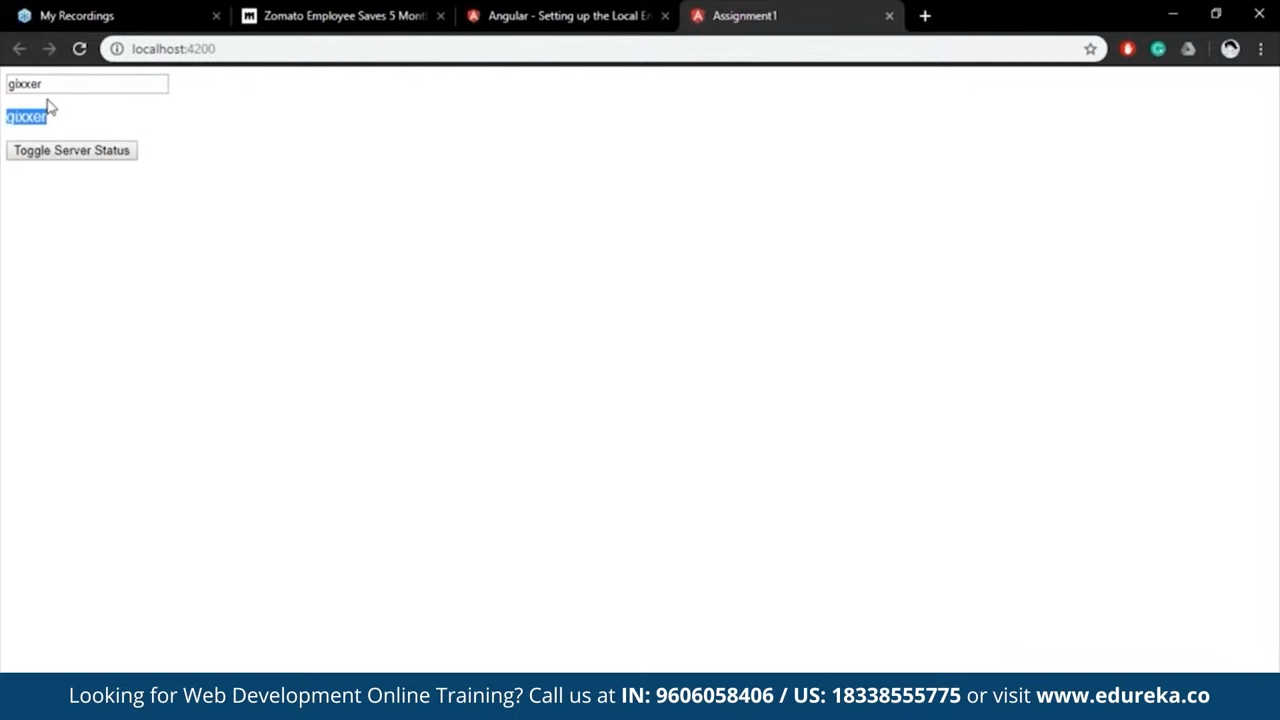 My Recordings
Zomato Employee Saves 5 Mont
Angular - Setting up the Local En
Assignment1
localhost:4200
gixxer
gixxer
Toggle Server Status
Looking for Web Development Online Training? Call us at IN: 9606058406 / US: 18338555775 or visit www.edureka.co